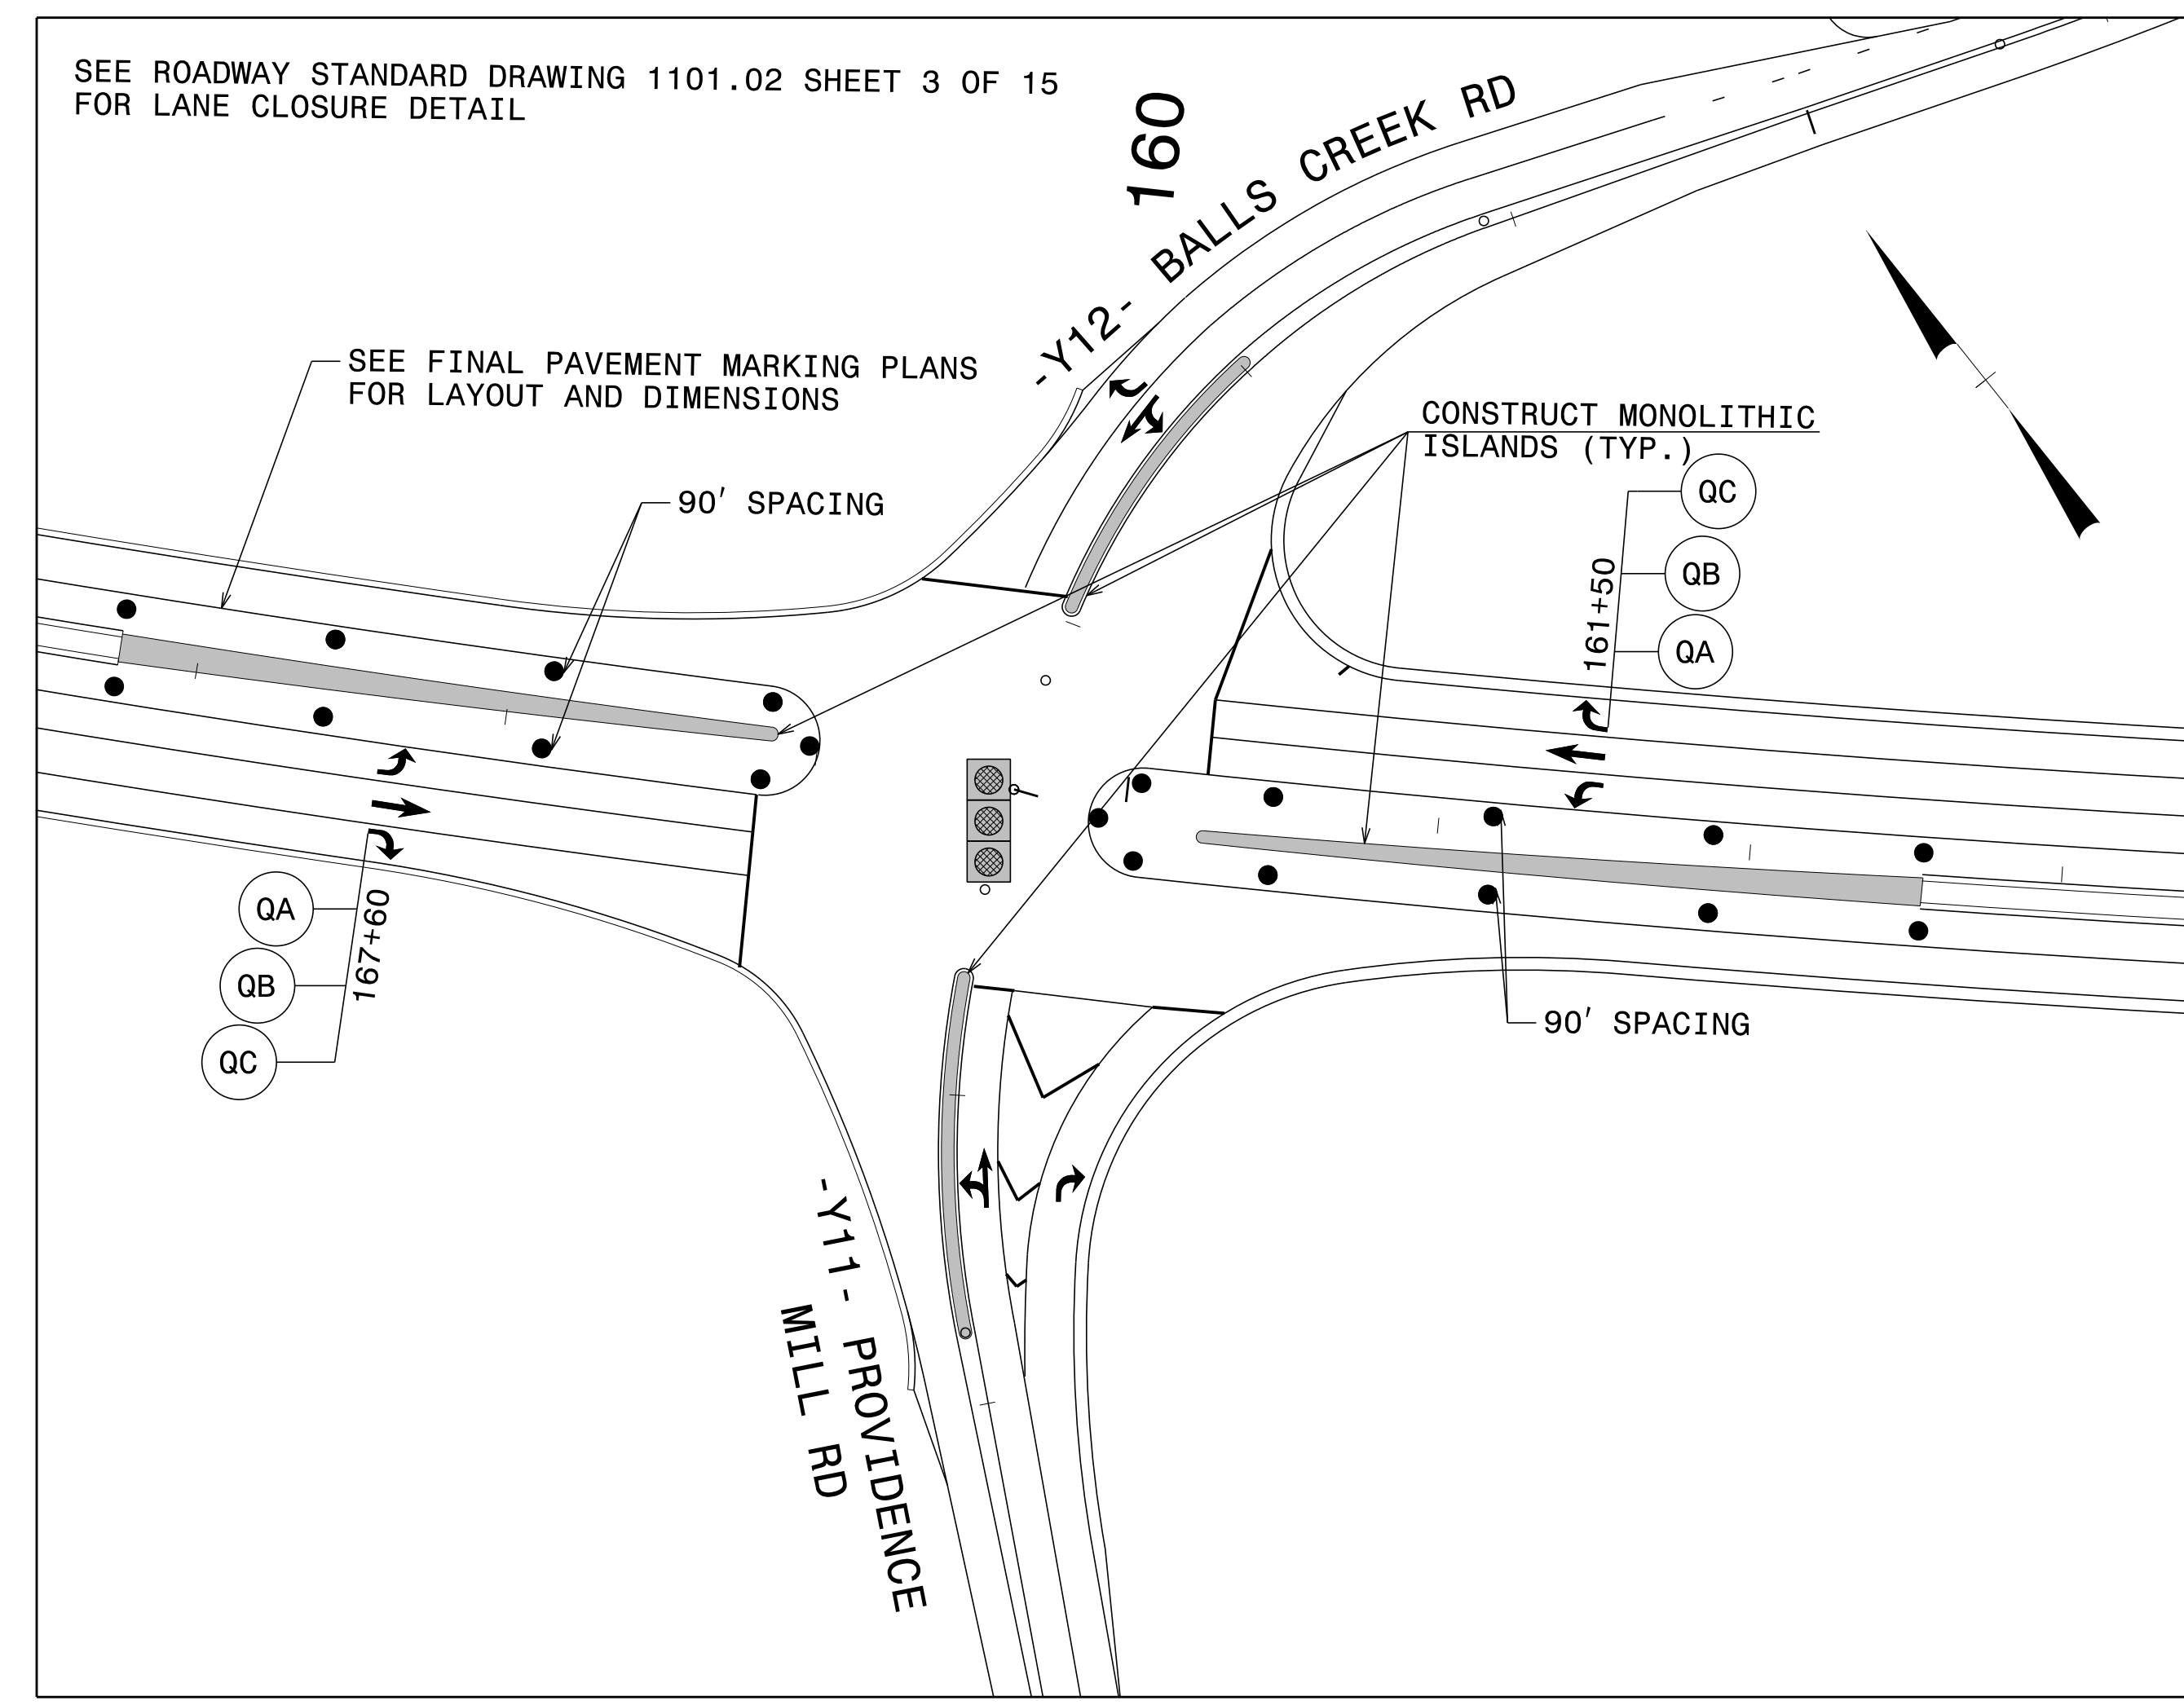 SEE ROADWAY STANDARD DRAWING 1101.02 SHEET 3 OF 15
FOR LANE CLOSURE DETAIL
160
-Y12- BALLS CREEK RD
SEE FINAL PAVEMENT MARKING PLANS
FOR LAYOUT AND DIMENSIONS
90' SPACING
CONSTRUCT MONOLITHIC
ISLANDS (TYP.)
QC
QB
QA
161+50
QA
QB
QC
167+60
90' SPACING
-Y11- PROVIDENCE
MILL RD